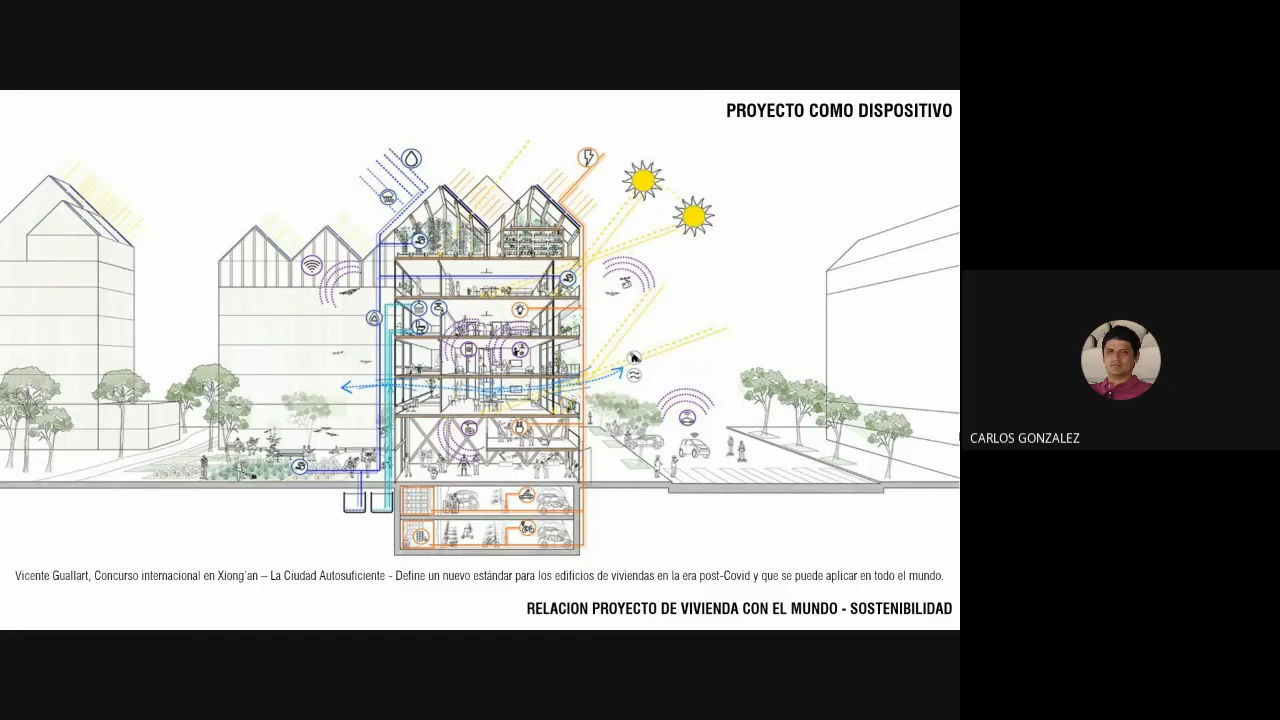 PROYECTO COMO DISPOSITIVO
Vicente Guallart, Concurso internacional en Xiong'an – La Ciudad Autosuficiente - Define un nuevo estándar para los edificios de viviendas en la era post-Covid y que se puede aplicar en todo el mundo.
RELACION PROYECTO DE VIVIENDA CON EL MUNDO - SOSTENIBILIDAD
CARLOS GONZALEZ